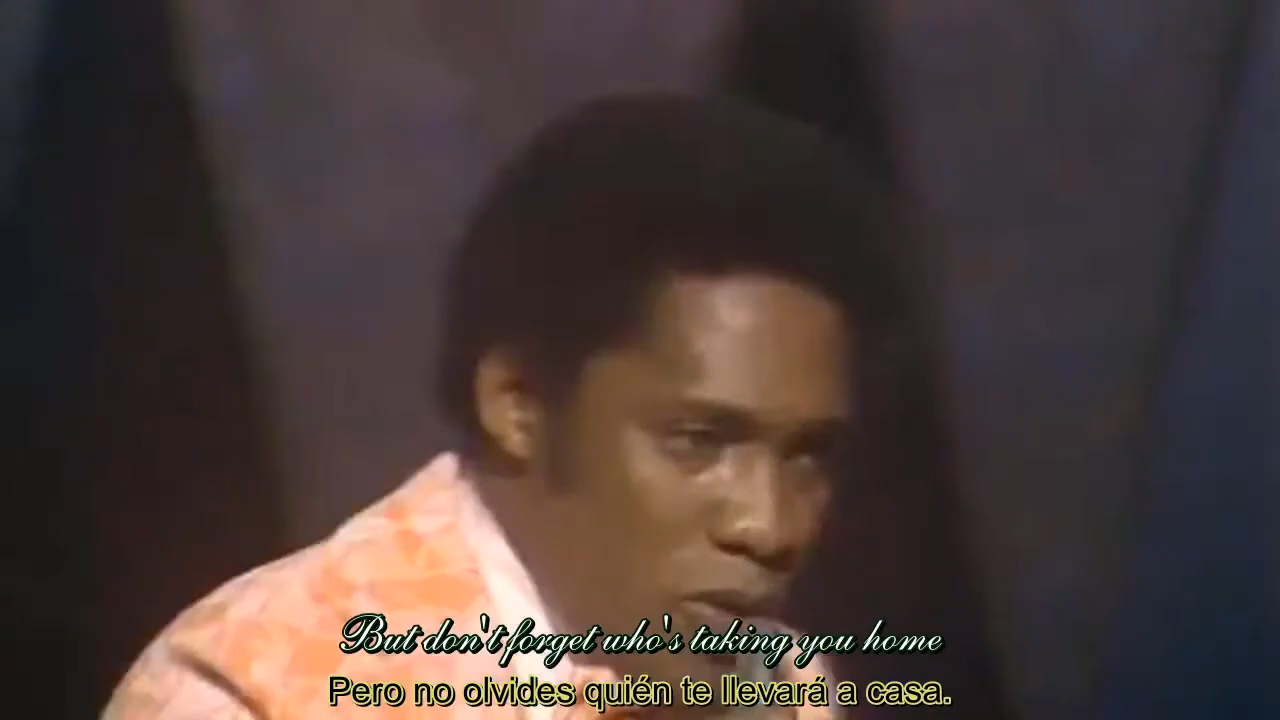 But don't forget who's taking you home
Pero no olvides quién te llevará a casa.